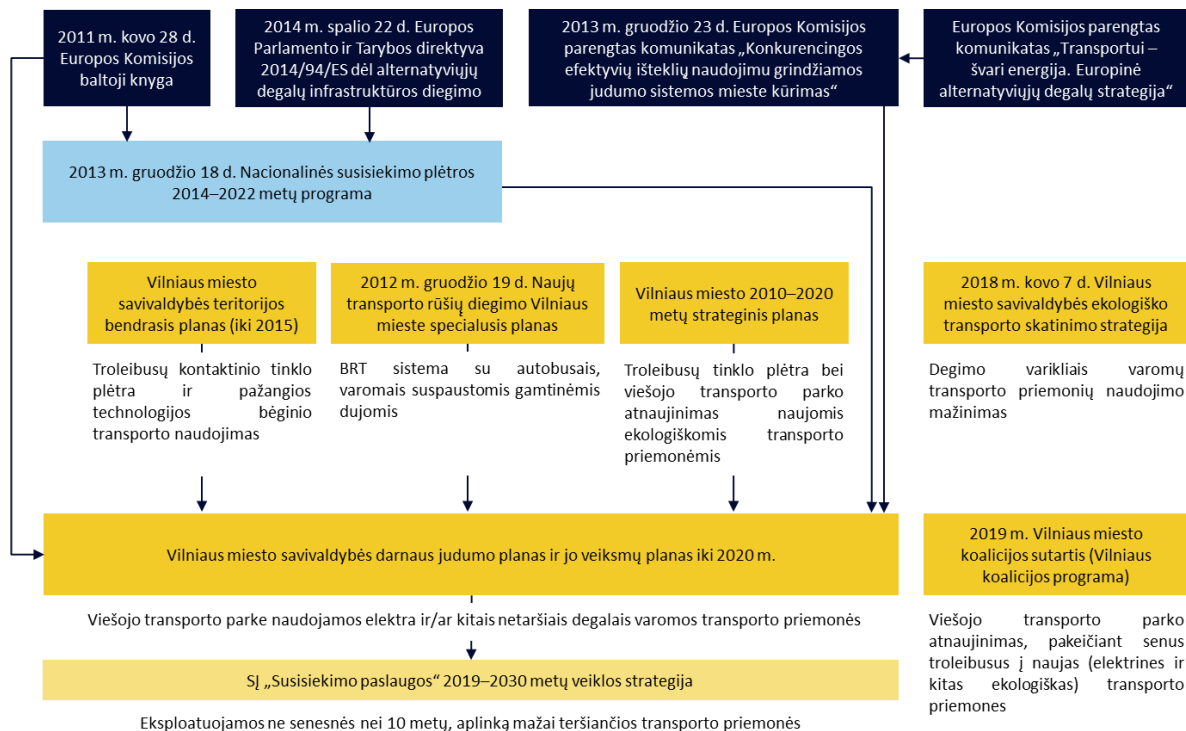 2011 m. kovo 28 d.
Europos Komisijos
baltoji knyga
2014 m. spalio 22 d. Europos
Parlamento ir Tarybos direktyva
2014/94/ES dėl alternatyviųjų
degalų infrastruktūros diegimo
2013 m. gruodžio 23 d. Europos Komisijos
parengtas komunikatas „Konkurencingos
efektyvių išteklių naudojimu grindžiamos
judumo sistemos mieste kūrimas“
Europos Komisijos parengtas
komunikatas „Transportui –
švari energija. Europinė
alternatyviųjų degalų strategija“
2013 m. gruodžio 18 d. Nacionalinės susisiekimo plėtros
2014–2022 metų programa
Vilniaus miesto
savivaldybės teritorijos
bendrasis planas (iki 2015)
2012 m. gruodžio 19 d. Naujų
transporto rūšių diegimo Vilniaus
mieste specialusis planas
Vilniaus miesto 2010–2020
metų strateginis planas
2018 m. kovo 7 d. Vilniaus
miesto savivaldybės ekologiško
transporto skatinimo strategija
Troleibusų kontaktinio tinklo
plėtra ir pažangios
technologijos bėginio
transporto naudojimas
BRT sistema su autobusais,
varomais suspaustomis gamtinėmis
dujomis
Troleibusų tinklo plėtra bei
viešojo transporto parko
atnaujinimas naujomis
ekologiškomis transporto
priemonėmis
Degimo varikliais varomų
transporto priemonių naudojimo
mažinimas
Vilniaus miesto savivaldybės darnaus judumo planas ir jo veiksmų planas iki 2020 m.
2019 m. Vilniaus miesto
koalicijos sutartis (Vilniaus
koalicijos programa)
Viešojo transporto parke naudojamos elektra ir/ar kitais netaršiais degalais varomos transporto priemonės
Viešojo transporto parko
atnaujinimas, pakeičiant senus
troleibusus į naujas (elektrines ir
kitas ekologiškas) transporto
priemones
SĮ „Susisiekimo paslaugos“ 2019–2030 metų veiklos strategija
Eksploatuojamos ne senesnės nei 10 metų, aplinką mažai teršiančios transporto priemonės